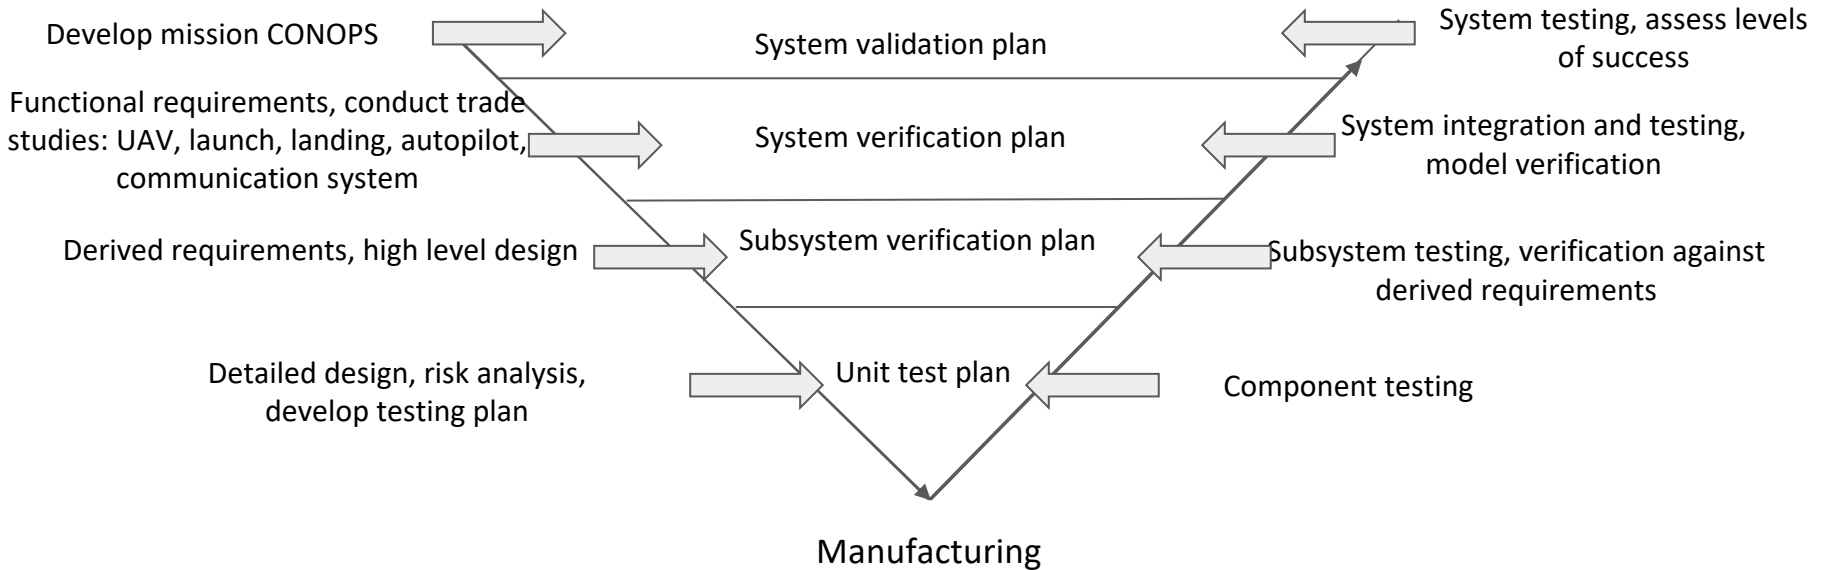 Develop mission CONOPS
System validation plan
System testing, assess levels
of success
Functional requirements, conduct trade
studies: UAV, launch, landing, autopilot,
communication system
System verification plan
System integration and testing,
model verification
Derived requirements, high level design
Subsystem verification plan
Subsystem testing, verification against
derived requirements
Detailed design, risk analysis,
develop testing plan
Unit test plan
Component testing
Manufacturing